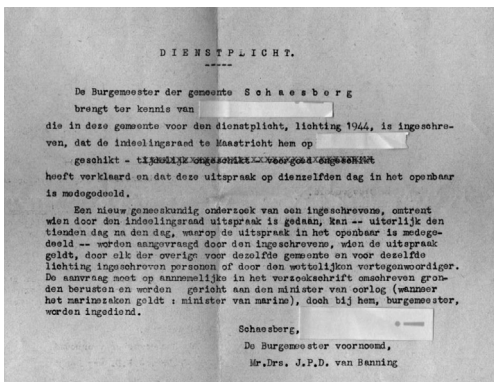 DIENSTPLICHT.
De Burgemeester der gemeente Schaesberg
brengt ter kennis van
die in deze gemeente voor den dienstplicht, lichting 1944, is ingeschre-
ven, dat de indeelingsraad te Maastricht hem op
geschikt - tijdelijk ongeschikt - voorgoed ongeschikt
heeft verklaard en dat deze uitspraak op dienzelfden dag in het openbaar
is medegedeeld.
Een nieuw geneeskundig onderzoek van een ingeschrevene, omtrent
wien door den indeelingsraad uitspraak is gedaan, kan -- uiterlijk den
tienden dag na den dag, waarop de uitspraak in het openbaar is medege-
deeld -- worden aangevraagd door den ingeschrevene, wien de uitspraak
geldt, door elk der overige voor dezelfde gemeente en voor dezelfde
lichting ingeschreven personen of door den wettelijken vertegenwoordiger.
De aanvraag moet op aannemelijke in het verzoekschrift omschreven gron-
den berusten en worden gericht aan den minister van oorlog (wanneer
het marinezaken geldt : minister van marine), doch bij hem, burgemeester,
worden ingediend.
Schaesberg,
De Burgemeester voornoemd,
Mr.Drs. J.P.D. van Banning